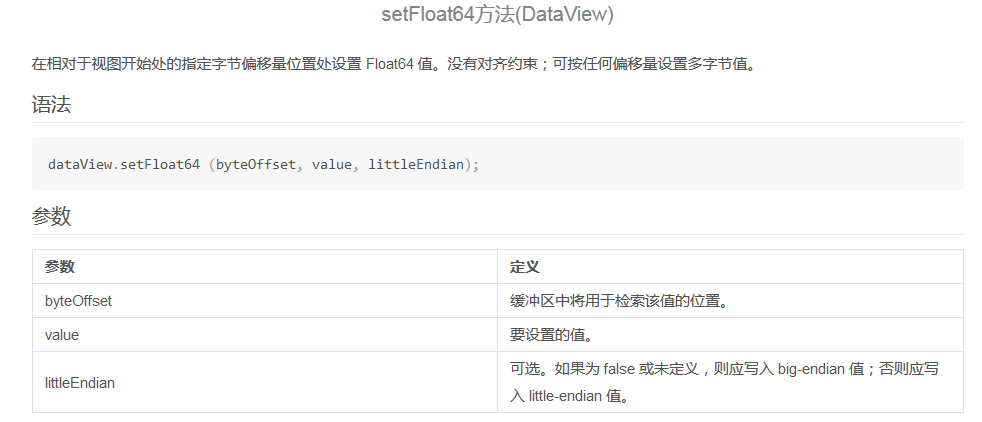 setFloat64方法(DataView)
在相对于视图开始处的指定字节偏移量位置处设置 Float64 值。没有对齐约束；可按任何偏移量设置多字节值。
语法
dataView.setFloat64 (byteOffset, value, littleEndian);
参数
参数 定义
byteOffset 缓冲区中将用于检索该值的位置。
value 要设置的值。
littleEndian 可选。如果为 false 或未定义，则应写入 big-endian 值；否则应写
入 little-endian 值。